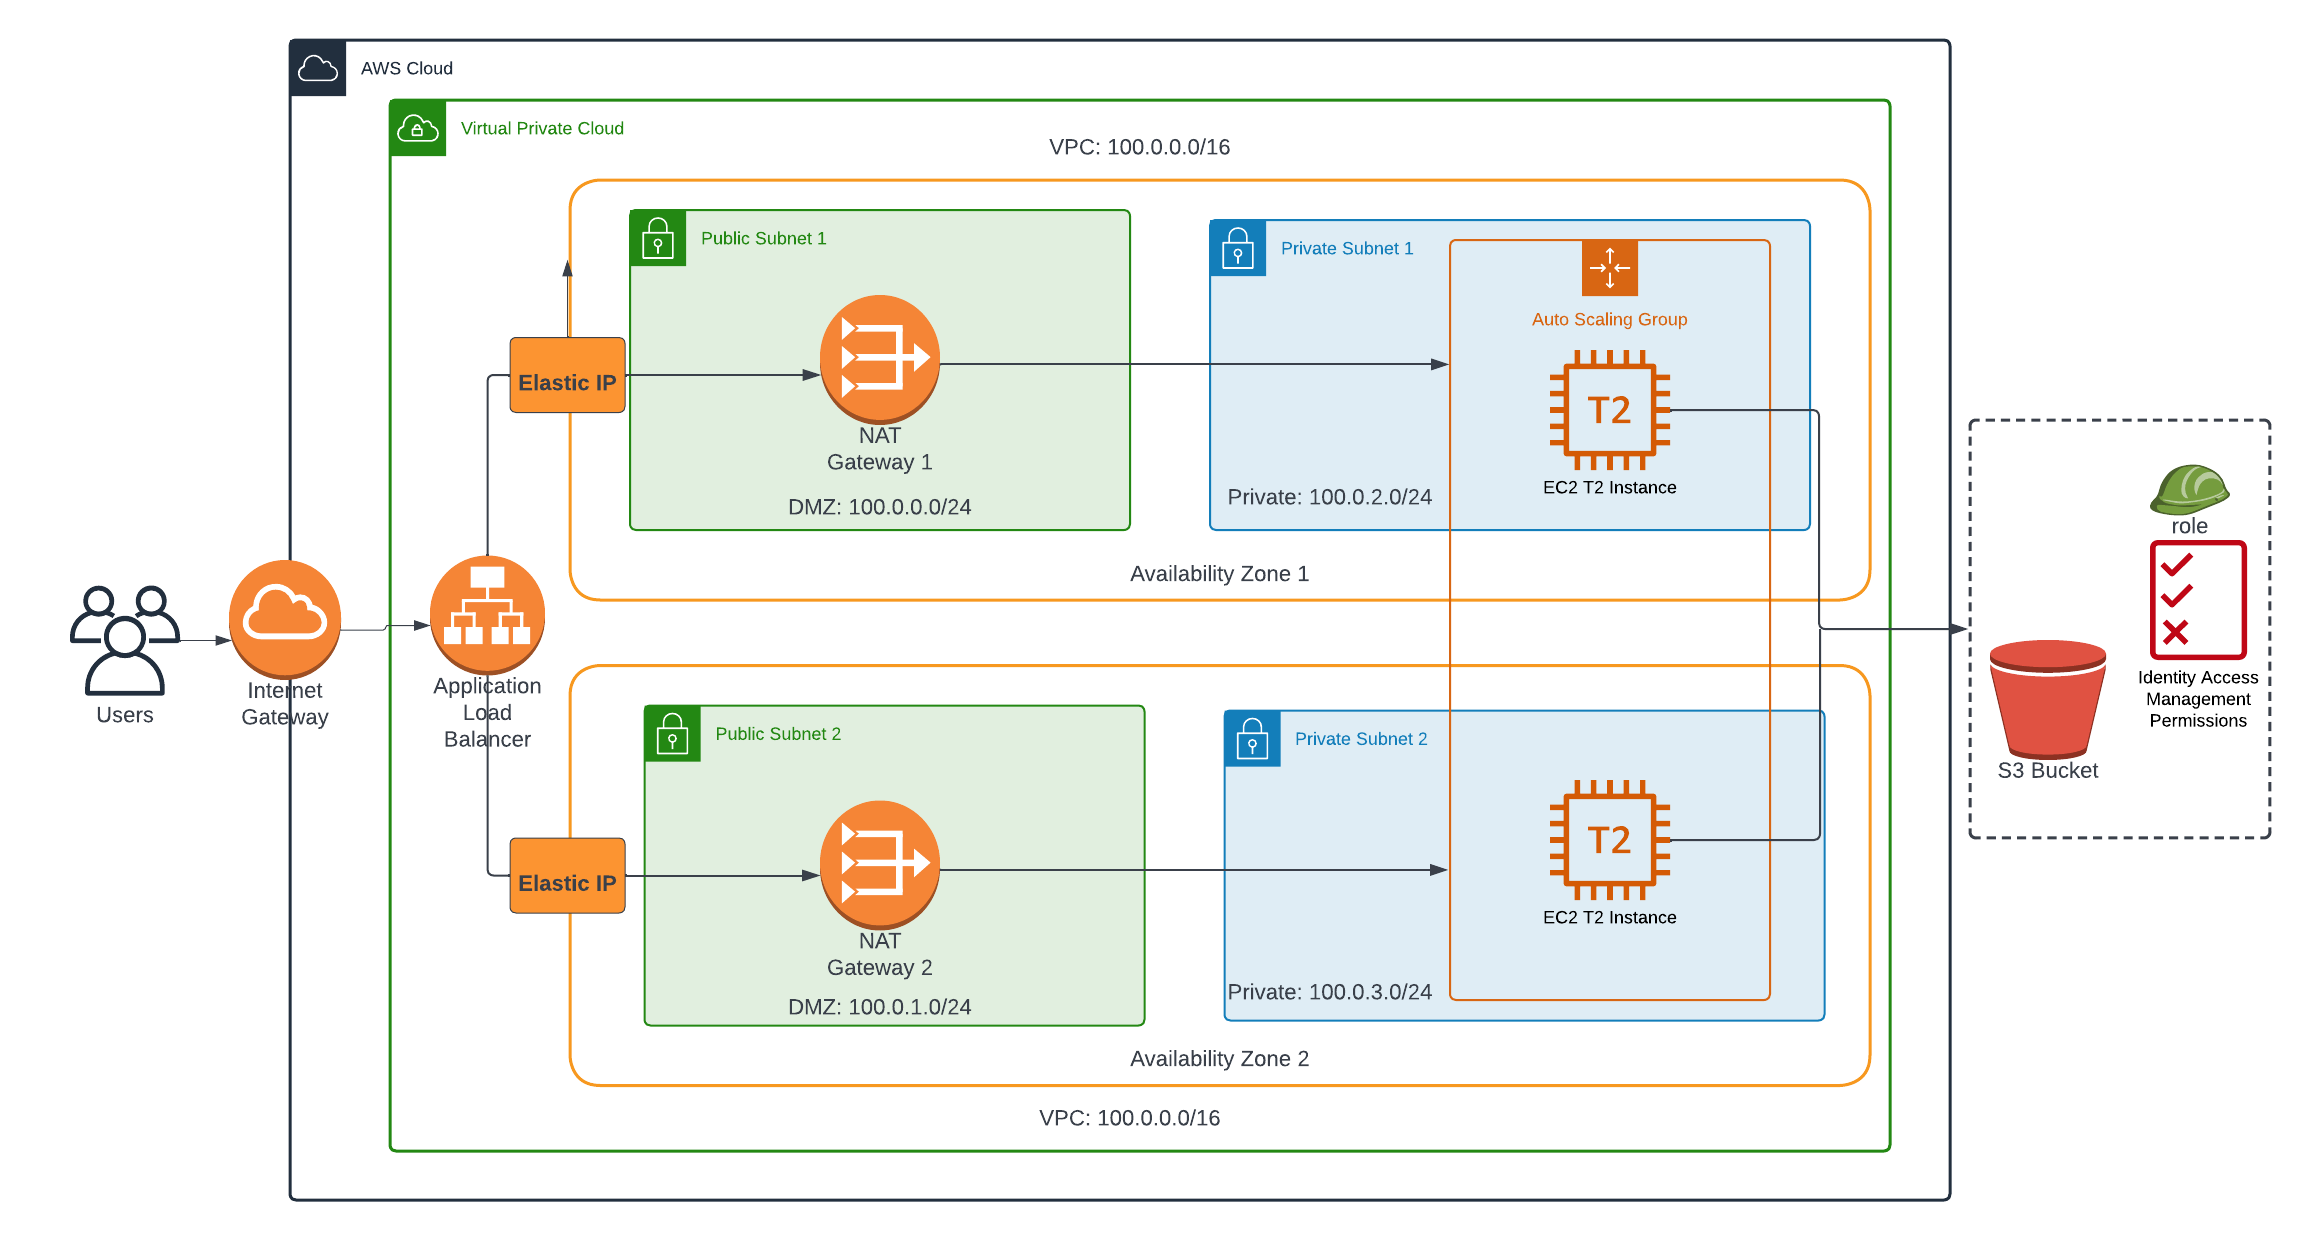 AWS Cloud
Virtual Private Cloud
VPC: 100.0.0.0/16
Public Subnet 1
Private Subnet 1
Auto Scaling Group
Elastic IP
T2
NAT
Gateway 1
EC2 T2 Instance
DMZ: 100.0.0.0/24
Private: 100.0.2.0/24
Availability Zone 1
Users
Internet
Gateway
Application
Load
Balancer
role
Identity Access
Management
Permissions
S3 Bucket
Public Subnet 2
Private Subnet 2
Elastic IP
T2
NAT
Gateway 2
EC2 T2 Instance
DMZ: 100.0.1.0/24
Private: 100.0.3.0/24
Availability Zone 2
VPC: 100.0.0.0/16